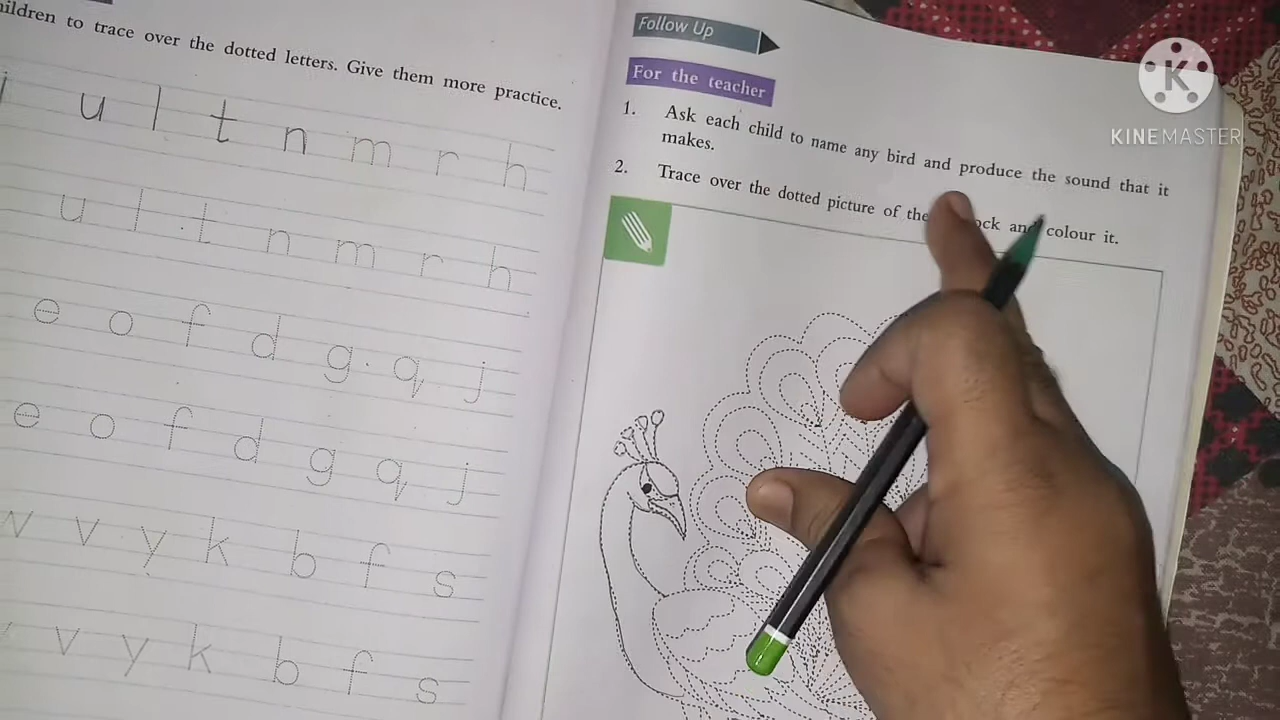 to trace over the dotted letters. Give them more practice.
u l t n m r h
u l t n m r h
e o f d g q j
e o f d g q j
v y k b f s
v y k b f s
Follow Up
For the teacher
1. Ask each child to name any bird and produce the sound that it
makes.
2. Trace over the dotted picture of the and colour it.
K
KINEMASTER